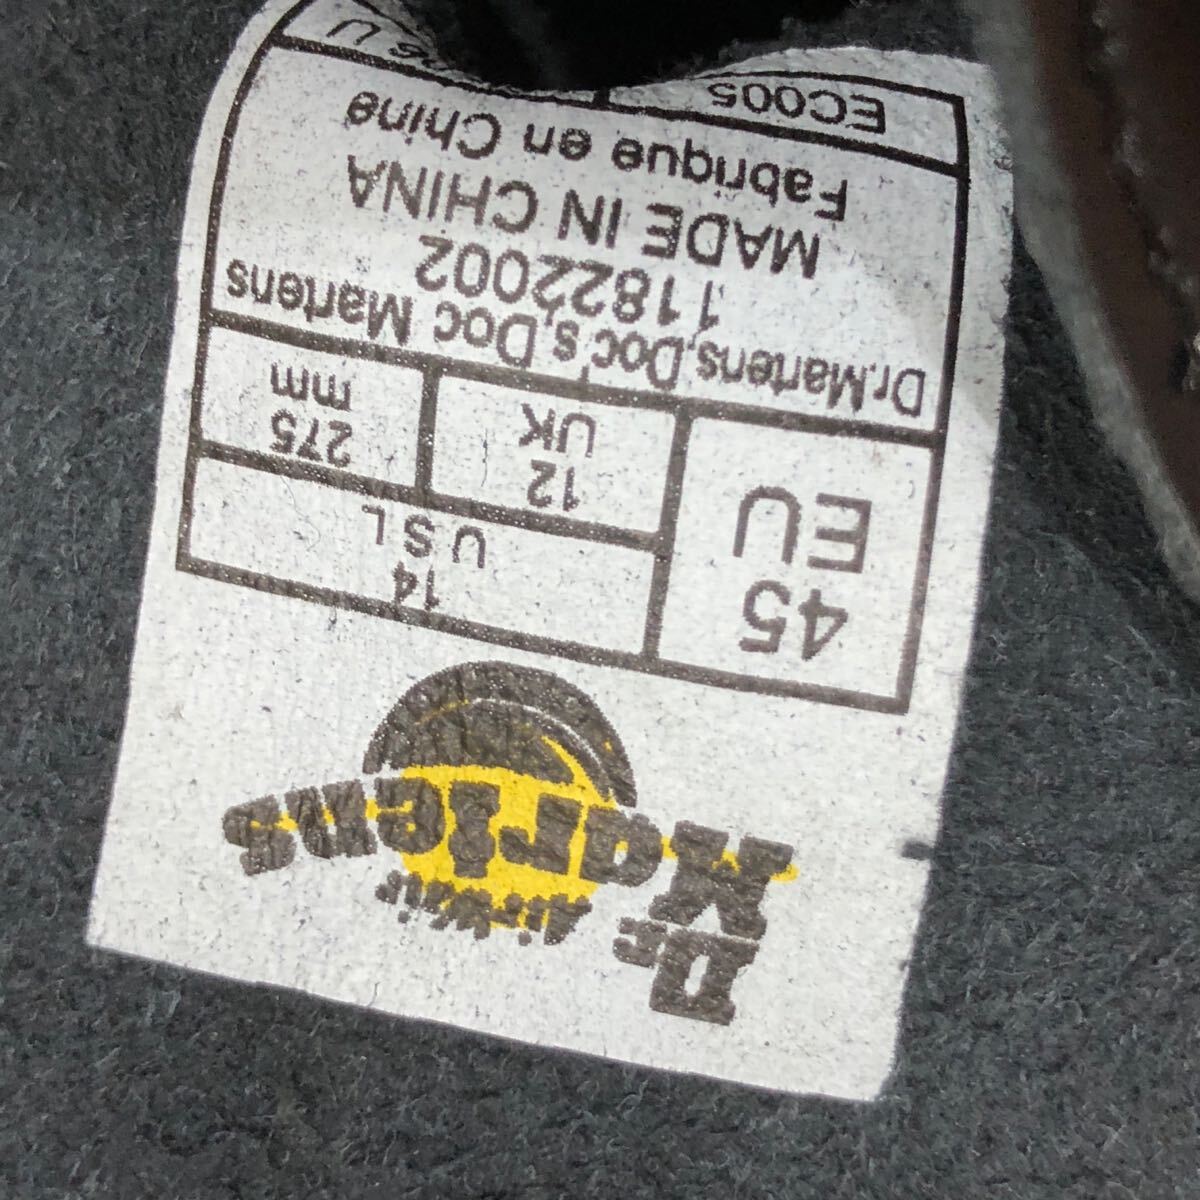 Dr.
Martens
AirWair
45
EU
14
U S L
12
UK
275
mm
Dr.Martens,Doc's,Doc Martens
11822002
MADE IN CHINA
Fabrique en Chine
EC005